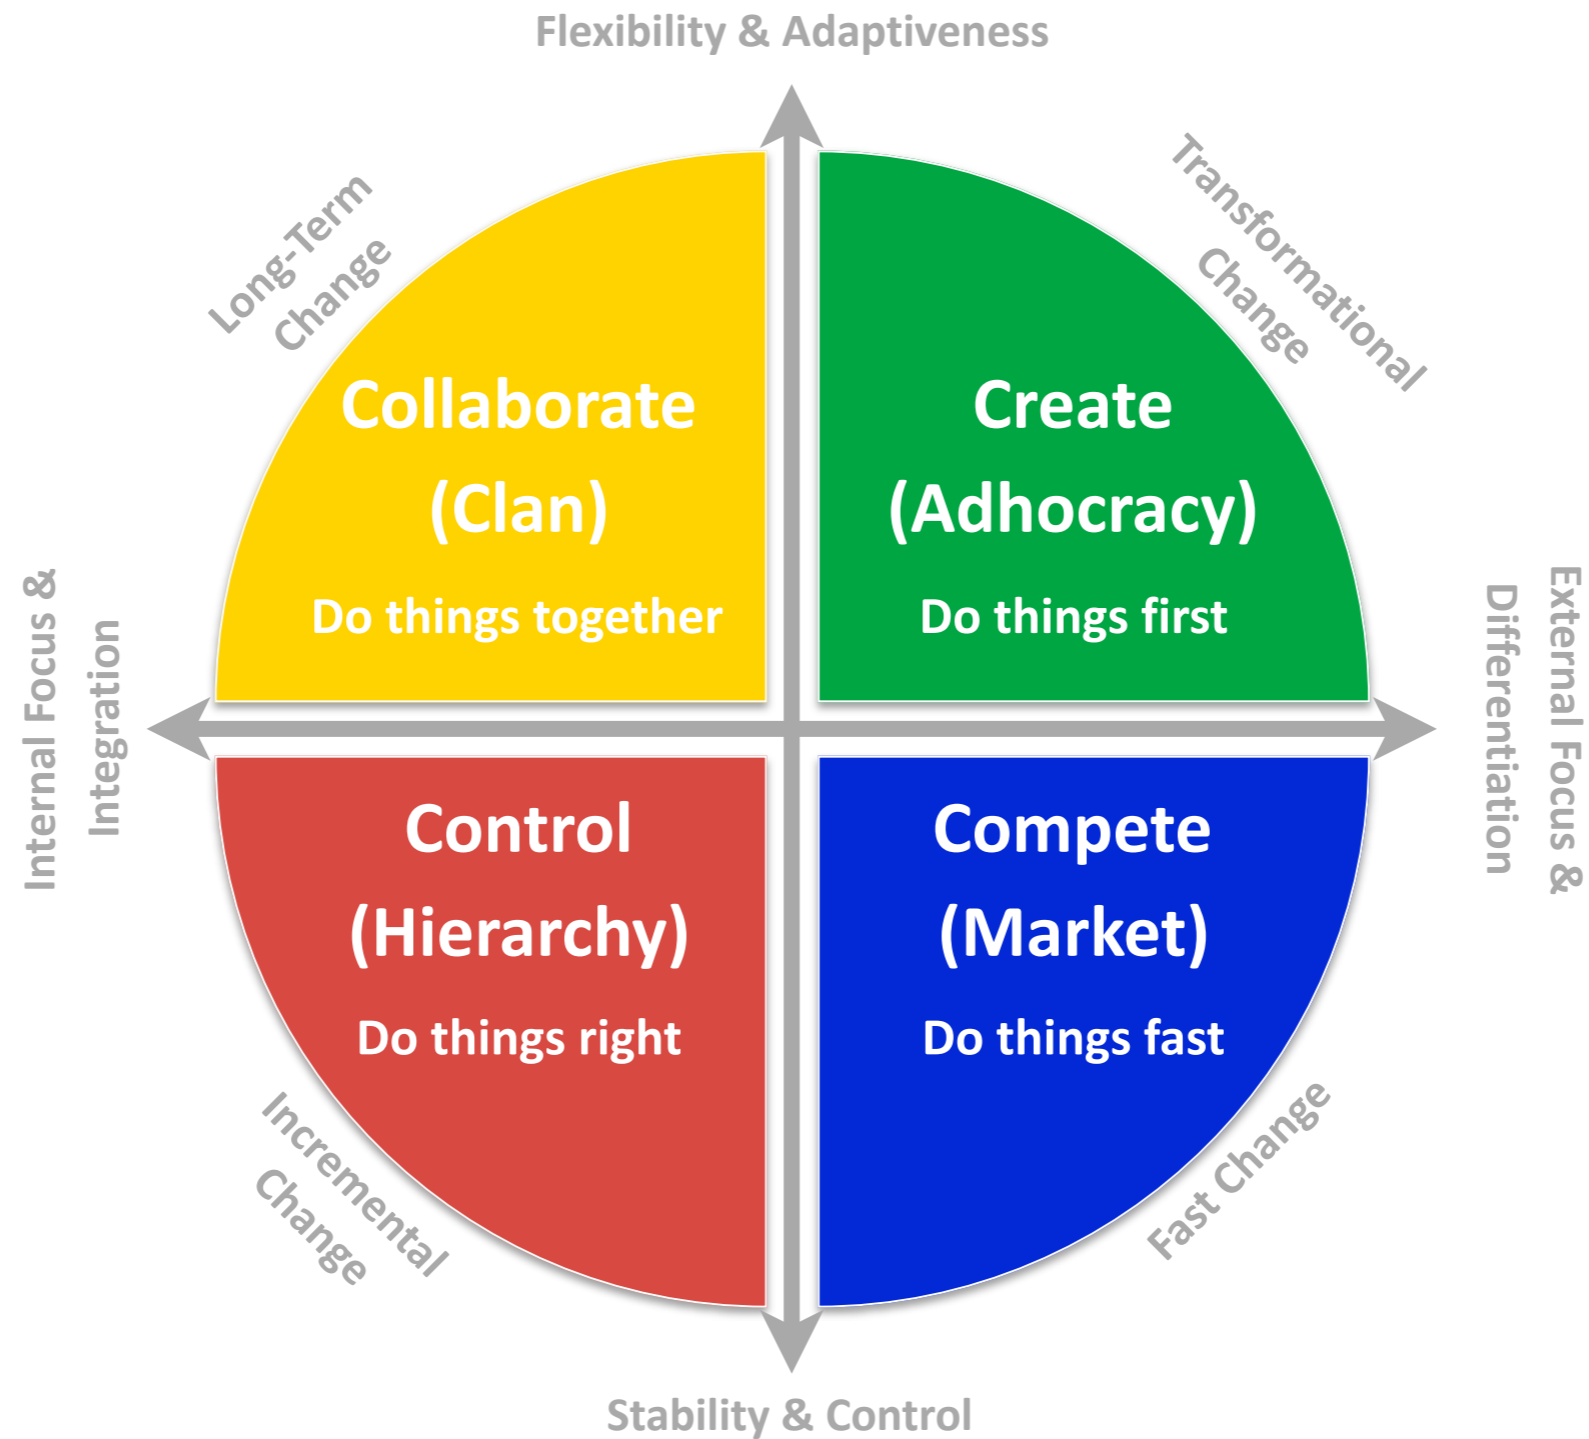 Flexibility & Adaptiveness
Long-Term
Change
Transformational
Change
Collaborate
(Clan)
Do things together
Create
(Adhocracy)
Do things first
Internal Focus &
Integration
External Focus &
Differentiation
Control
(Hierarchy)
Do things right
Compete
(Market)
Do things fast
Incremental
Change
Fast Change
Stability & Control